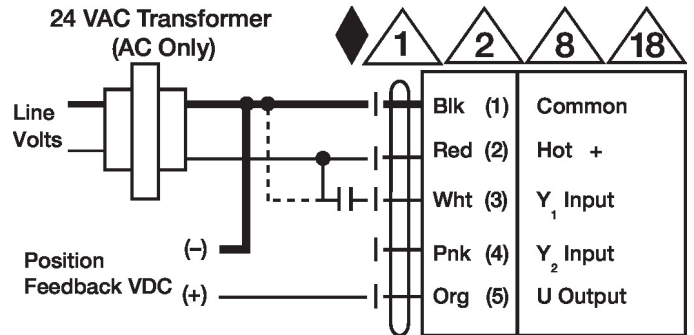 24 VAC Transformer
(AC Only)
1 2 8 18
Line
Volts
Blk (1) Common
Red (2) Hot +
Wht (3) Y1 Input
Pnk (4) Y2 Input
Org (5) U Output
Position
Feedback VDC
(–)
(+)